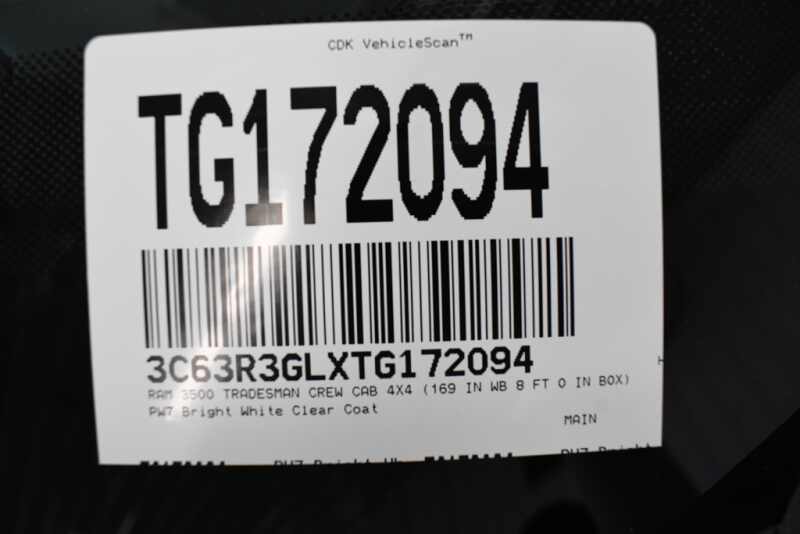 CDK VehicleScan™
TG172094
3C63R3GLXTG172094
RAM 3500 TRADESMAN CREW CAB 4X4 (169 IN WB 8 FT 0 IN BOX)
PW7 Bright White Clear Coat
MAIN